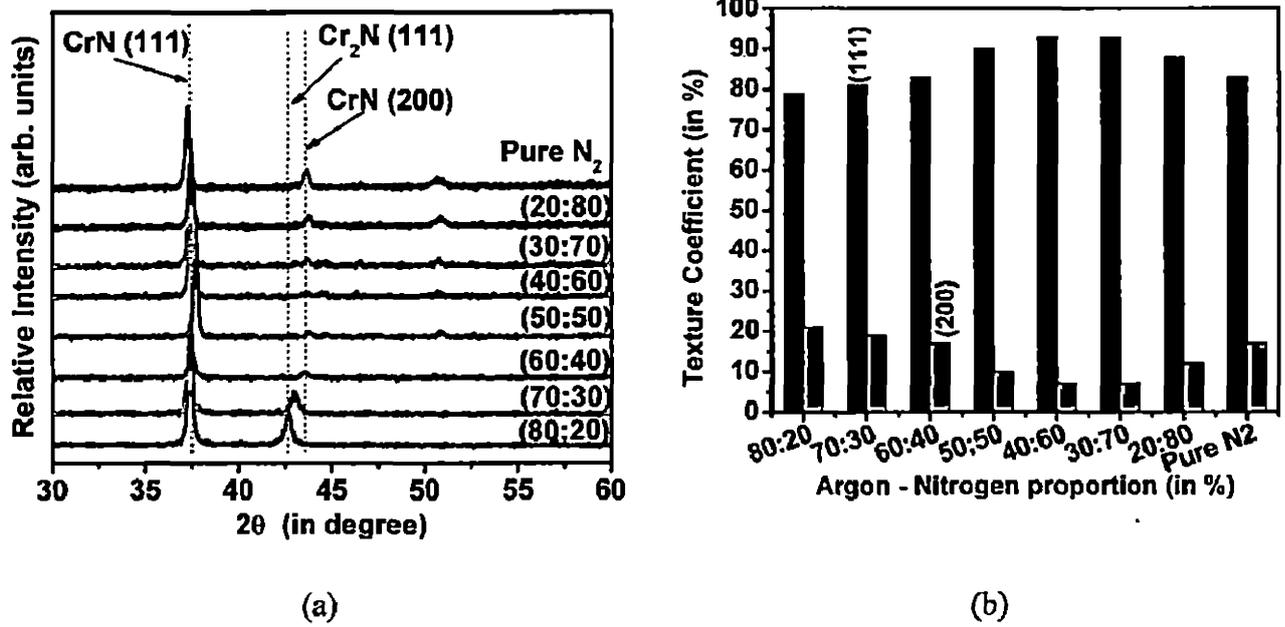 CrN (111)
Cr₂N (111)
CrN (200)
Pure N₂
(20:80)
(30:70)
(40:60)
(50:50)
(60:40)
(70:30)
(80:20)
Relative Intensity (arb. units)
30 35 40 45 50 55 60
2θ (in degree)
(a)
Texture Coefficient (in %)
100
90
80
70
60
50
40
30
20
10
0
(111)
(200)
80:20 70:30 60:40 50;50 40:60 30:70 20:80 Pure N2
Argon - Nitrogen proportion (in %)
(b)